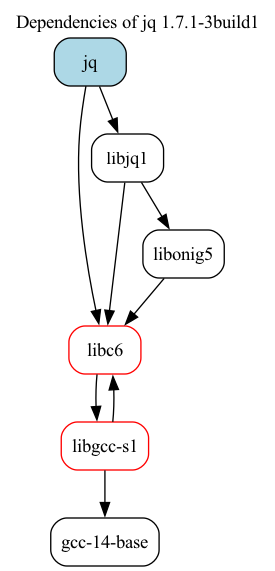 Dependencies of jq 1.7.1-3build1
jq
libjq1
libonig5
libc6
libgcc-s1
gcc-14-base